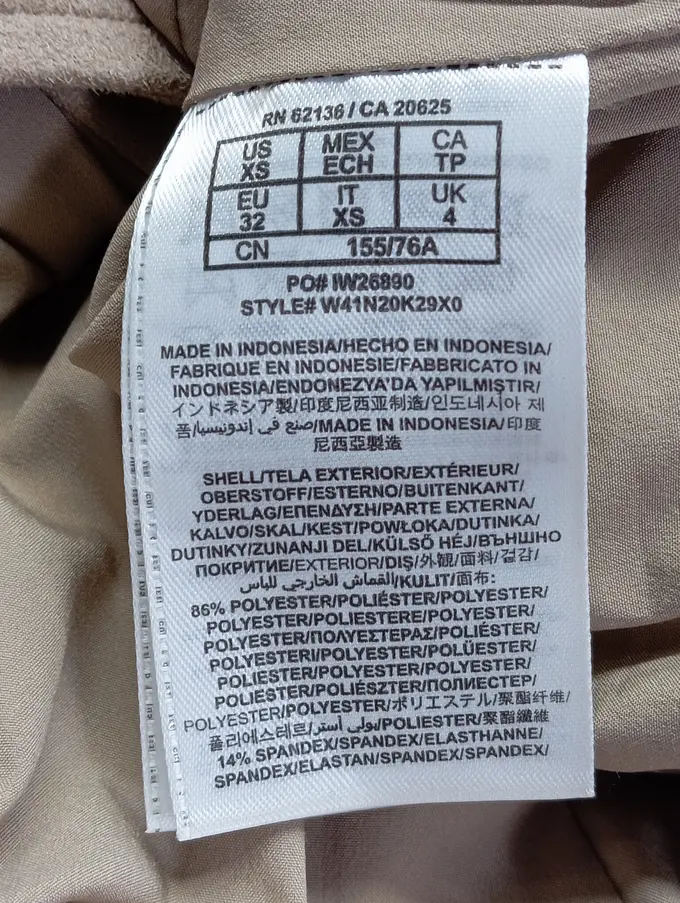 RN 62136 / CA 20625
US XS MEX ECH CA TP
EU 32 IT XS UK 4
CN 155/76A
PO# IW26890
STYLE# W41N20K29X0
MADE IN INDONESIA/HECHO EN INDONESIA/
FABRIQUE EN INDONESIE/FABBRICATO IN
INDONESIA/ENDONEZYA'DA YAPILMIŞTIR/
インドネシア製/印度尼西亚制造/인도네시아 제
품/صنع في إندونيسيا/MADE IN INDONESIA/印度
尼西亞製造
SHELL/TELA EXTERIOR/EXTÉRIEUR/
OBERSTOFF/ESTERNO/BUITENKANT/
YDERLAG/ΕΠΕΝΔΥΣΗ/PARTE EXTERNA/
KALVO/SKAL/KEST/POWŁOKA/DUTINKA/
DUTINKY/ZUNANJI DEL/KÜLSŐ HÉJ/ВЪНШНО
ПОКРИТИЕ/EXTERIOR/DIŞ/外観/面料/겉감/
القماش الخارجي للباس/KULIT/面布:
86% POLYESTER/POLIÉSTER/POLYESTER/
POLYESTER/POLIESTERE/POLYESTER/
POLYESTER/ΠΟΛΥΕΣΤΕΡΑΣ/POLIÉSTER/
POLYESTERI/POLYESTER/POLÜESTER/
POLIESTER/POLYESTER/POLYESTER/
POLIESTER/POLIÉSZTER/ПОЛИЕСТЕР/
POLYESTER/POLYESTER/ポリエステル/聚酯纤维/
폴리에스테르/بولي أستر/POLIESTER/聚酯纖維
14% SPANDEX/SPANDEX/ELASTHANNE/
SPANDEX/ELASTAN/SPANDEX/SPANDEX/